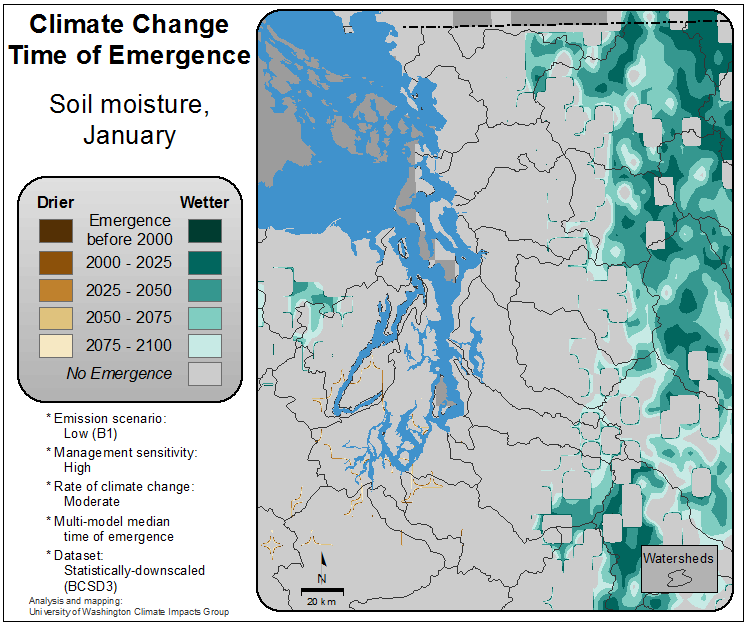 Climate Change
Time of Emergence
Soil moisture,
January
Drier
Wetter
Emergence
before 2000
2000 - 2025
2025 - 2050
2050 - 2075
2075 - 2100
No Emergence
* Emission scenario:
Low (B1)
* Management sensitivity:
High
* Rate of climate change:
Moderate
* Multi-model median
time of emergence
* Dataset:
Statistically-downscaled
(BCSD3)
Analysis and mapping:
University of Washington Climate Impacts Group
N
20 km
Watersheds